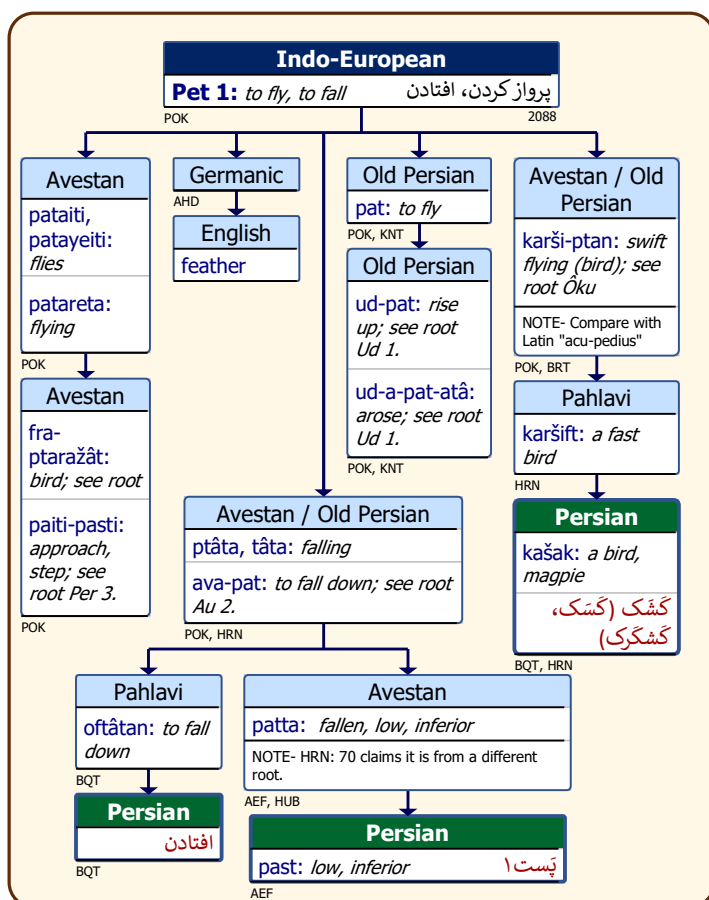 Indo-European
Pet 1: to fly, to fall پرواز کردن، افتادن
POK 2088
Avestan
pataiti,
patayeiti:
flies
patareta:
flying
POK
Avestan
fra-
ptaražât:
bird; see root
paiti-pasti:
approach,
step; see
root Per 3.
POK
Germanic
AHD
English
feather
Old Persian
pat: to fly
POK, KNT
Old Persian
ud-pat: rise
up; see root
Ud 1.
ud-a-pat-atâ:
arose; see root
Ud 1.
POK, KNT
Avestan / Old
Persian
karši-ptan: swift
flying (bird); see
root Ôku
NOTE- Compare with
Latin "acu-pedius"
POK, BRT
Pahlavi
karšift: a fast
bird
HRN
Persian
kašak: a bird,
magpie
کَشَک (کَسَک،
کَشکَرک)
BQT, HRN
Avestan / Old Persian
ptâta, tâta: falling
ava-pat: to fall down; see root
Au 2.
POK, HRN
Pahlavi
oftâtan: to fall
down
BQT
Persian
افتادن
BQT
Avestan
patta: fallen, low, inferior
NOTE- HRN: 70 claims it is from a different
root.
AEF, HUB
Persian
past: low, inferior پَست۱
AEF